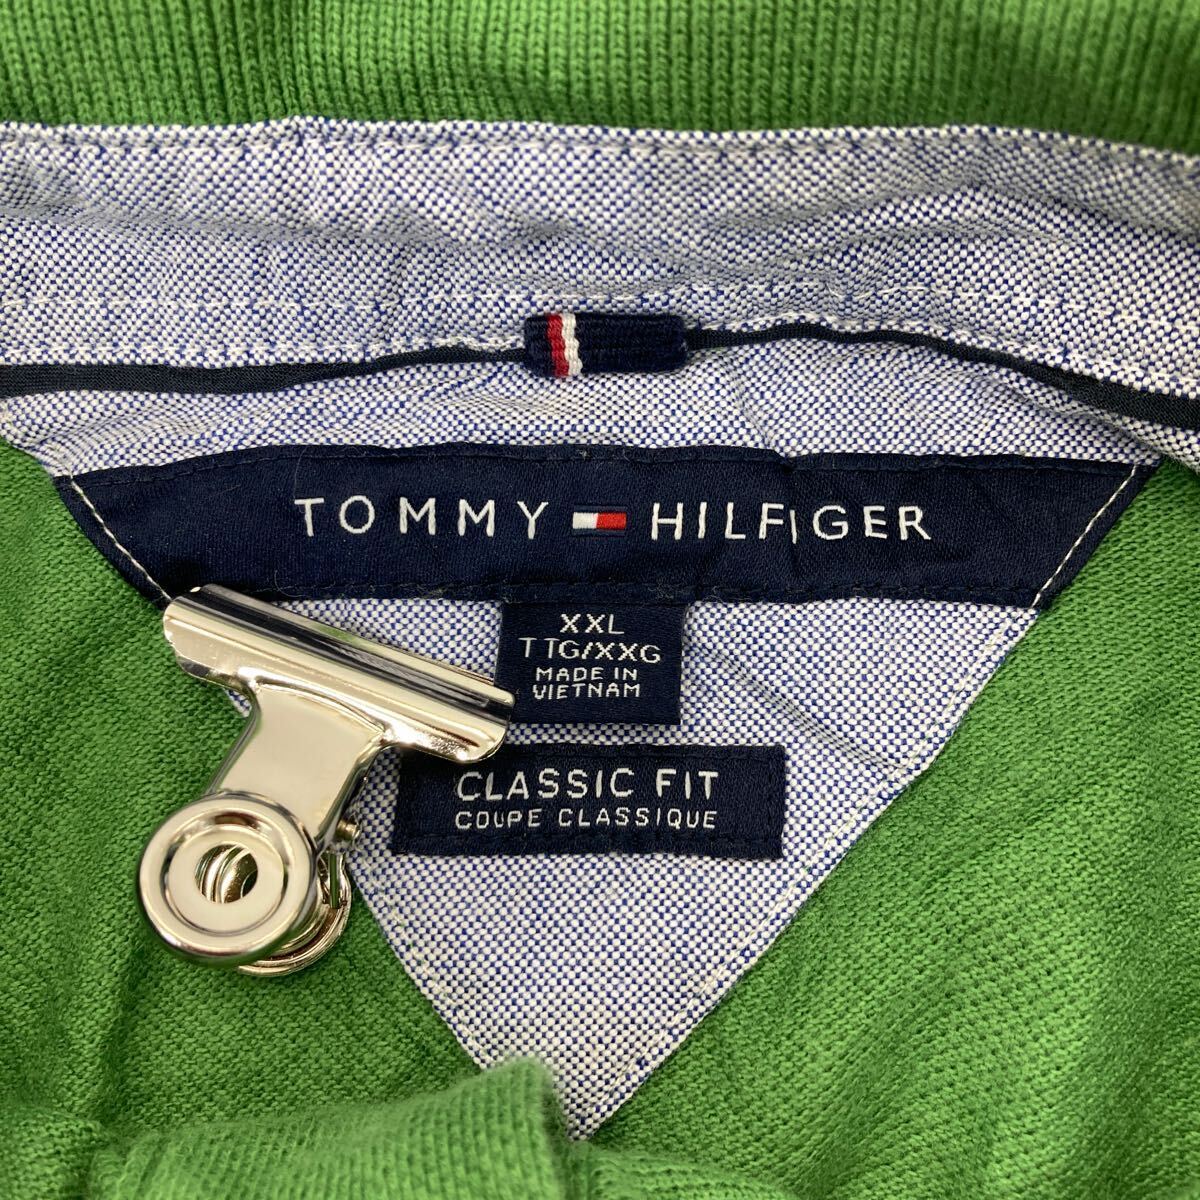 TOMMY HILFIGER
XXL
TTG/XXG
MADE IN
VIETNAM
CLASSIC FIT
COUPE CLASSIQUE